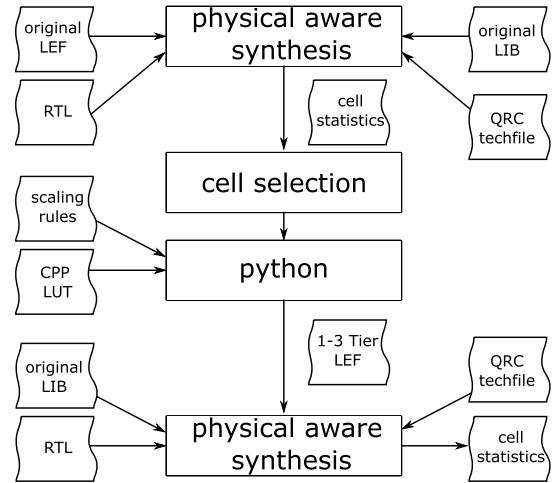 original
LEF
physical aware
synthesis
original
LIB
RTL
cell
statistics
QRC
techfile
cell selection
scaling
rules
python
CPP
LUT
1-3 Tier
LEF
original
LIB
QRC
techfile
RTL
physical aware
synthesis
cell
statistics